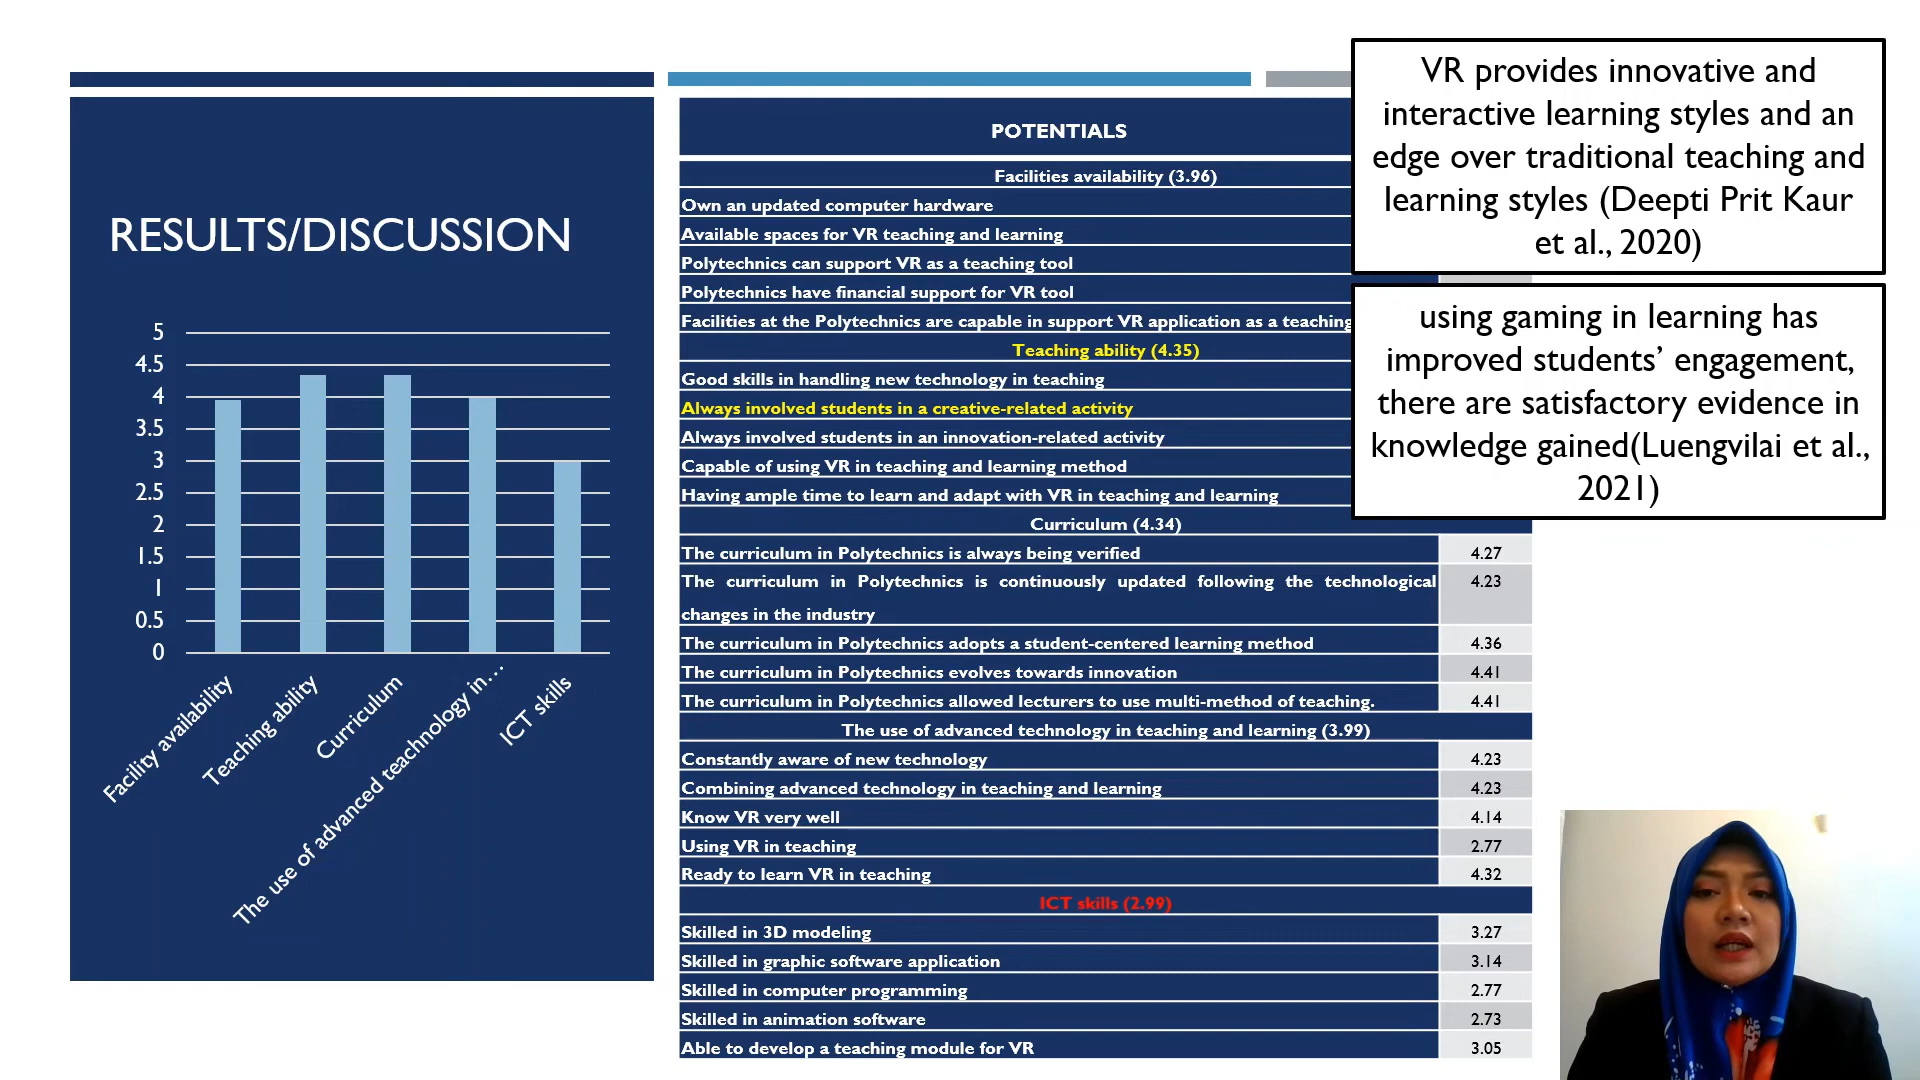 RESULTS/DISCUSSION
5
4.5
4
3.5
3
2.5
2
1.5
1
0.5
0
Facility availability
Teaching ability
Curriculum
The use of advanced teachnology in…
ICT skills
POTENTIALS
Facilities availability (3.96)
Own an updated computer hardware
Available spaces for VR teaching and learning
Polytechnics can support VR as a teaching tool
Polytechnics have financial support for VR tool
Facilities at the Polytechnics are capable in support VR application as a teaching
Teaching ability (4.35)
Good skills in handling new technology in teaching
Always involved students in a creative-related activity
Always involved students in an innovation-related activity
Capable of using VR in teaching and learning method
Having ample time to learn and adapt with VR in teaching and learning
Curriculum (4.34)
The curriculum in Polytechnics is always being verified 4.27
The curriculum in Polytechnics is continuously updated following the technological 4.23
changes in the industry
The curriculum in Polytechnics adopts a student-centered learning method 4.36
The curriculum in Polytechnics evolves towards innovation 4.41
The curriculum in Polytechnics allowed lecturers to use multi-method of teaching. 4.41
The use of advanced technology in teaching and learning (3.99)
Constantly aware of new technology 4.23
Combining advanced technology in teaching and learning 4.23
Know VR very well 4.14
Using VR in teaching 2.77
Ready to learn VR in teaching 4.32
ICT skills (2.99)
Skilled in 3D modeling 3.27
Skilled in graphic software application 3.14
Skilled in computer programming 2.77
Skilled in animation software 2.73
Able to develop a teaching module for VR 3.05
VR provides innovative and
interactive learning styles and an
edge over traditional teaching and
learning styles (Deepti Prit Kaur
et al., 2020)
using gaming in learning has
improved students’ engagement,
there are satisfactory evidence in
knowledge gained(Luengvilai et al.,
2021)